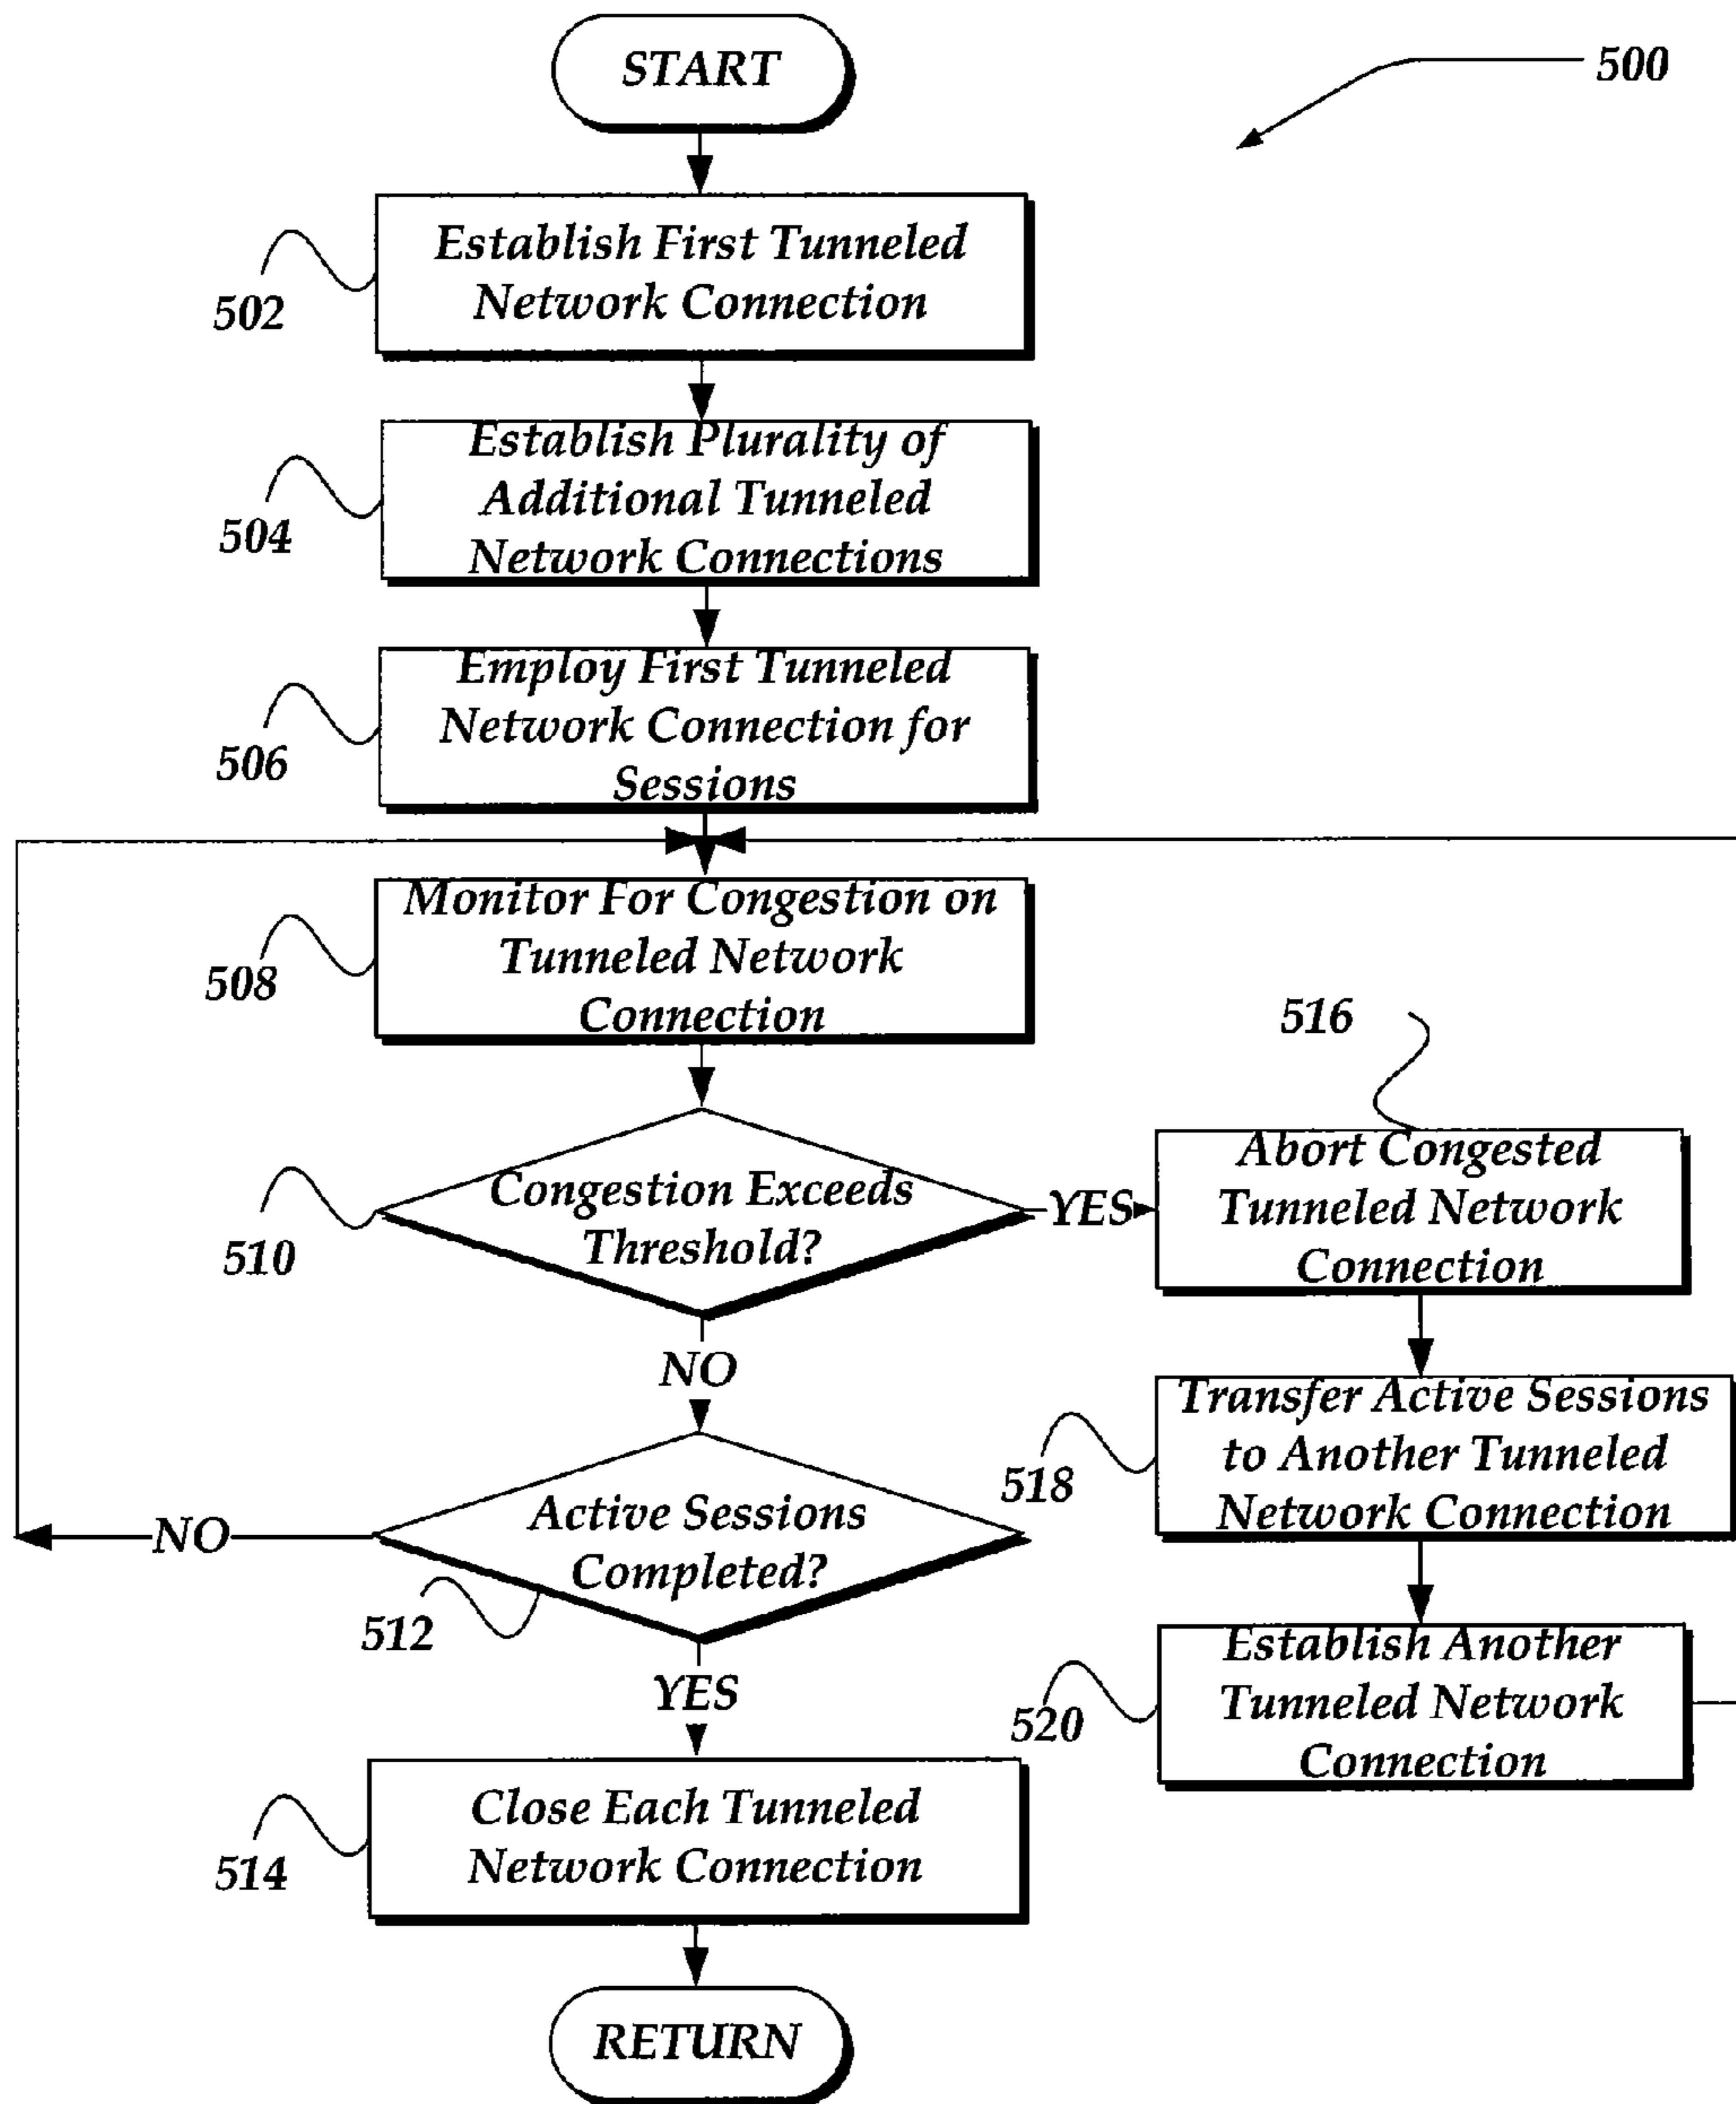 START
500
Establish First Tunneled
Network Connection
502
Establish Plurality of
Additional Tunneled
Network Connections
504
Employ First Tunneled
Network Connection for
Sessions
506
Monitor For Congestion on
Tunneled Network
Connection
508
Congestion Exceeds
Threshold?
510
YES
NO
516
Abort Congested
Tunneled Network
Connection
Transfer Active Sessions
to Another Tunneled
Network Connection
518
Establish Another
Tunneled Network
Connection
520
Active Sessions
Completed?
512
NO
YES
Close Each Tunneled
Network Connection
514
RETURN